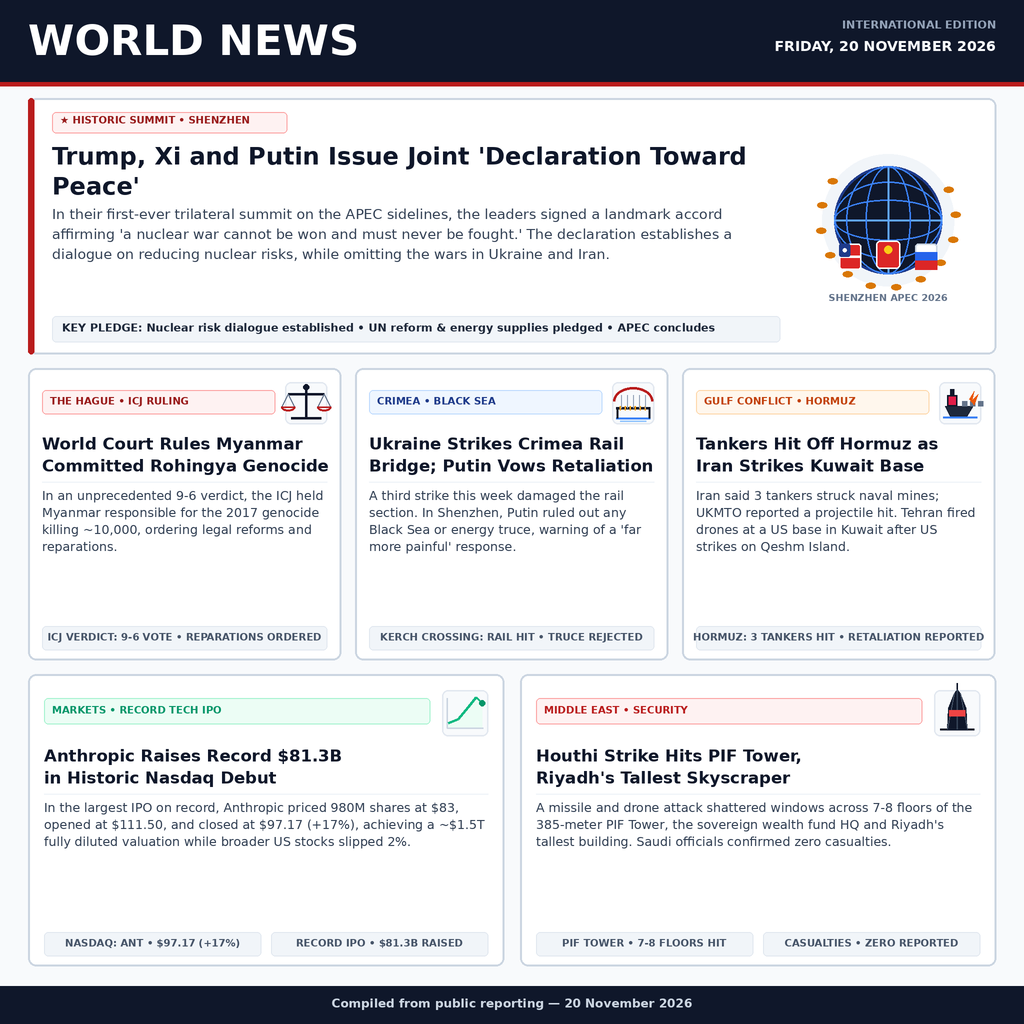 WORLD NEWS
INTERNATIONAL EDITION
FRIDAY, 20 NOVEMBER 2026
★ HISTORIC SUMMIT • SHENZHEN
Trump, Xi and Putin Issue Joint 'Declaration Toward
Peace'
In their first-ever trilateral summit on the APEC sidelines, the leaders signed a landmark accord
affirming 'a nuclear war cannot be won and must never be fought.' The declaration establishes a
dialogue on reducing nuclear risks, while omitting the wars in Ukraine and Iran.
KEY PLEDGE: Nuclear risk dialogue established • UN reform & energy supplies pledged • APEC concludes
SHENZHEN APEC 2026
THE HAGUE • ICJ RULING
World Court Rules Myanmar
Committed Rohingya Genocide
In an unprecedented 9-6 verdict, the ICJ held
Myanmar responsible for the 2017 genocide
killing ~10,000, ordering legal reforms and
reparations.
ICJ VERDICT: 9-6 VOTE • REPARATIONS ORDERED
CRIMEA • BLACK SEA
Ukraine Strikes Crimea Rail
Bridge; Putin Vows Retaliation
A third strike this week damaged the rail
section. In Shenzhen, Putin ruled out any
Black Sea or energy truce, warning of a 'far
more painful' response.
KERCH CROSSING: RAIL HIT • TRUCE REJECTED
GULF CONFLICT • HORMUZ
Tankers Hit Off Hormuz as
Iran Strikes Kuwait Base
Iran said 3 tankers struck naval mines;
UKMTO reported a projectile hit. Tehran fired
drones at a US base in Kuwait after US
strikes on Qeshm Island.
HORMUZ: 3 TANKERS HIT • RETALIATION REPORTED
MARKETS • RECORD TECH IPO
Anthropic Raises Record $81.3B
in Historic Nasdaq Debut
In the largest IPO on record, Anthropic priced 980M shares at $83,
opened at $111.50, and closed at $97.17 (+17%), achieving a ~$1.5T
fully diluted valuation while broader US stocks slipped 2%.
NASDAQ: ANT • $97.17 (+17%)
RECORD IPO • $81.3B RAISED
MIDDLE EAST • SECURITY
Houthi Strike Hits PIF Tower,
Riyadh's Tallest Skyscraper
A missile and drone attack shattered windows across 7-8 floors of the
385-meter PIF Tower, the sovereign wealth fund HQ and Riyadh's
tallest building. Saudi officials confirmed zero casualties.
PIF TOWER • 7-8 FLOORS HIT
CASUALTIES • ZERO REPORTED
Compiled from public reporting — 20 November 2026